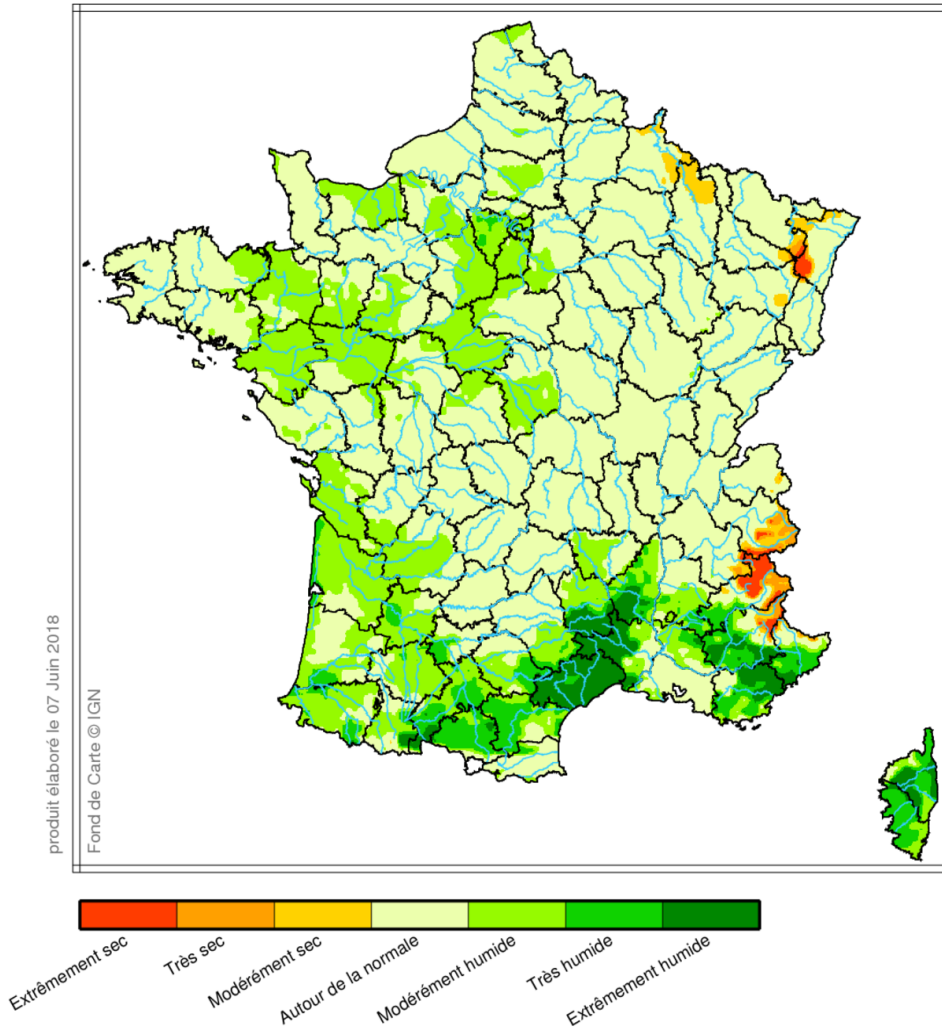 produit élaboré le 07 Juin 2018
Fond de Carte © IGN
Extrêmement sec
Très sec
Modérément sec
Autour de la normale
Modérément humide
Très humide
Extrêmement humide